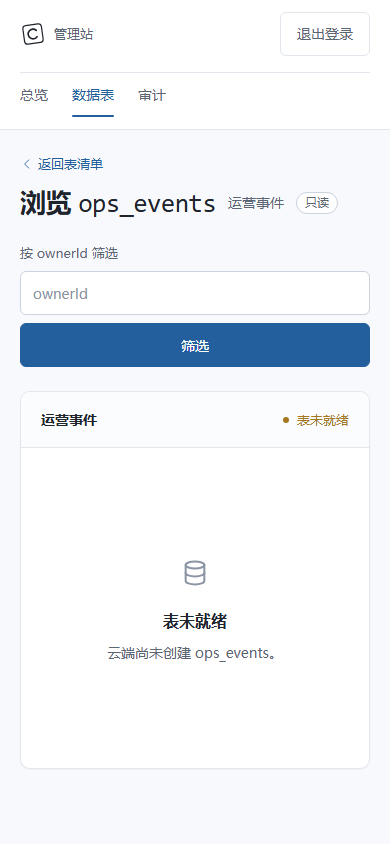 管理站
退出登录
总览 数据表 审计
返回表清单
浏览 ops_events 运营事件 只读
按 ownerId 筛选
ownerId
筛选
运营事件 表未就绪
表未就绪
云端尚未创建 ops_events。